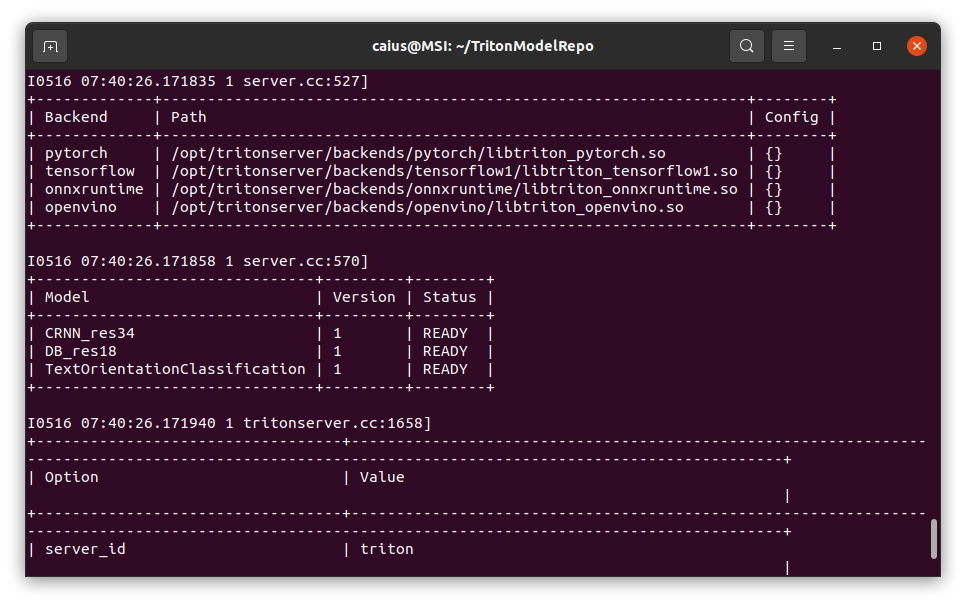 caius@MSI: ~/TritonModelRepo
I0516 07:40:26.171835 1 server.cc:527]
+-------------+-----------------------------------------------------------------+--------+
| Backend     | Path                                                            | Config |
+-------------+-----------------------------------------------------------------+--------+
| pytorch     | /opt/tritonserver/backends/pytorch/libtriton_pytorch.so         | {}     |
| tensorflow  | /opt/tritonserver/backends/tensorflow1/libtriton_tensorflow1.so | {}     |
| onnxruntime | /opt/tritonserver/backends/onnxruntime/libtriton_onnxruntime.so | {}     |
| openvino    | /opt/tritonserver/backends/openvino/libtriton_openvino.so       | {}     |
+-------------+-----------------------------------------------------------------+--------+
I0516 07:40:26.171858 1 server.cc:570]
+-------------------------------+---------+--------+
| Model                         | Version | Status |
+-------------------------------+---------+--------+
| CRNN_res34                    | 1       | READY  |
| DB_res18                      | 1       | READY  |
| TextOrientationClassification | 1       | READY  |
+-------------------------------+---------+--------+
I0516 07:40:26.171940 1 tritonserver.cc:1658]
+----------------------------------+----------------------------------------------------------------
------------------------------------------------------------------------------------+
| Option                           | Value
                                                                                    |
+----------------------------------+----------------------------------------------------------------
------------------------------------------------------------------------------------+
| server_id                        | triton
                                                                                    |